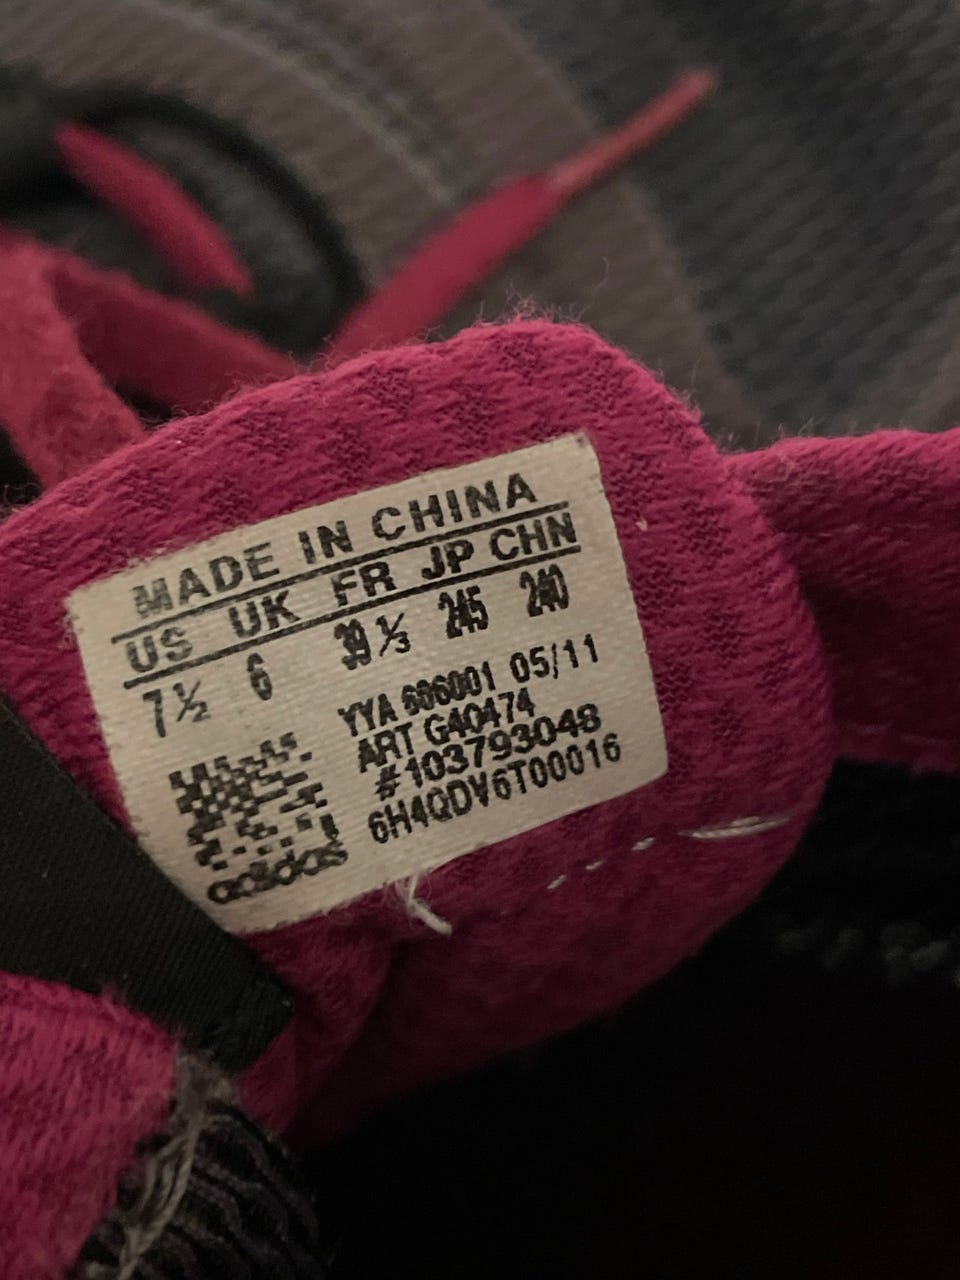 MADE IN CHINA
US UK FR JP CHN
7½ 6 39⅓ 245 240
YYA 606001 05/11
ART G40474
#103793048
6H4QDV6T00016
adidas